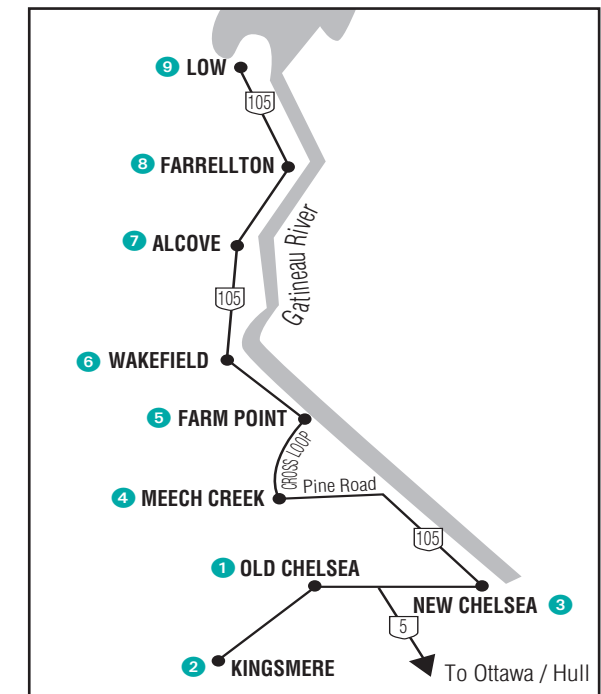 9 LOW
105
8 FARRELLTON
7 ALCOVE
Gatineau River
105
6 WAKEFIELD
5 FARM POINT
CROSS LOOP
4 MEECH CREEK
Pine Road
105
1 OLD CHELSEA
NEW CHELSEA 3
5
2 KINGSMERE
To Ottawa / Hull